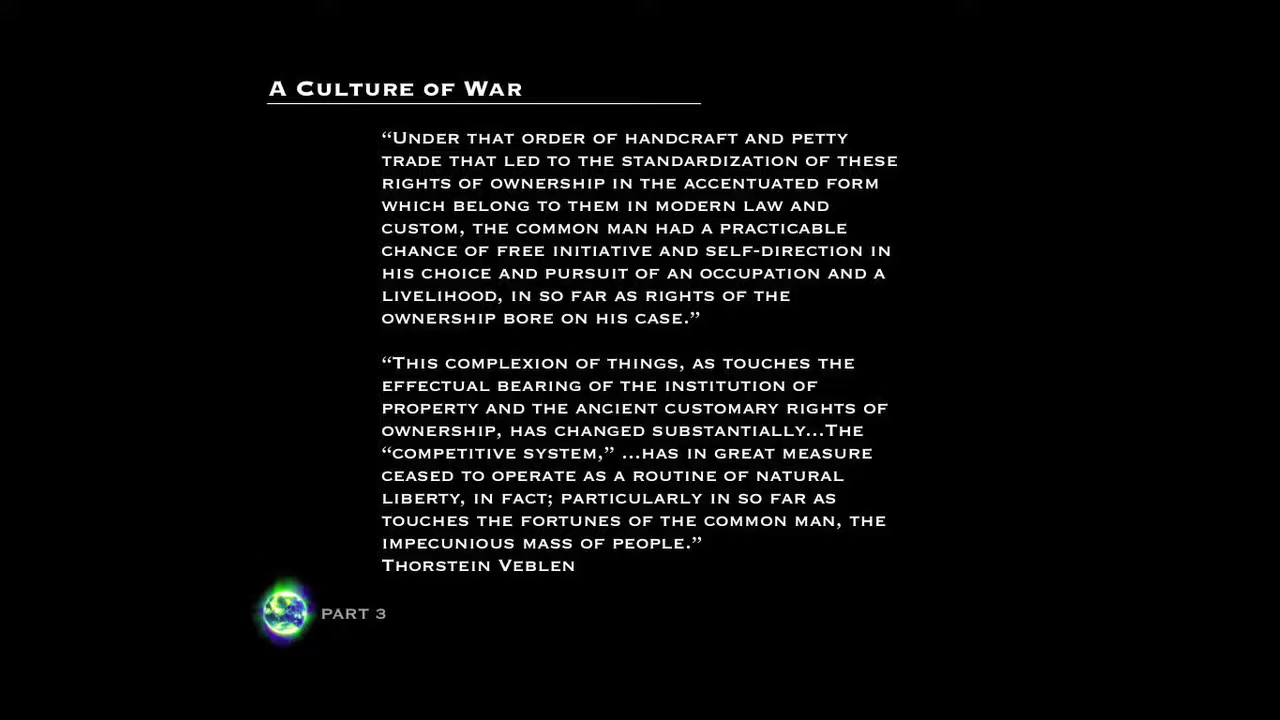 A Culture of War
“Under that order of handcraft and petty
trade that led to the standardization of these
rights of ownership in the accentuated form
which belong to them in modern law and
custom, the common man had a practicable
chance of free initiative and self-direction in
his choice and pursuit of an occupation and a
livelihood, in so far as rights of the
ownership bore on his case.”
“This complexion of things, as touches the
effectual bearing of the institution of
property and the ancient customary rights of
ownership, has changed substantially...The
“competitive system,” ...has in great measure
ceased to operate as a routine of natural
liberty, in fact; particularly in so far as
touches the fortunes of the common man, the
impecunious mass of people.”
Thorstein Veblen
PART 3